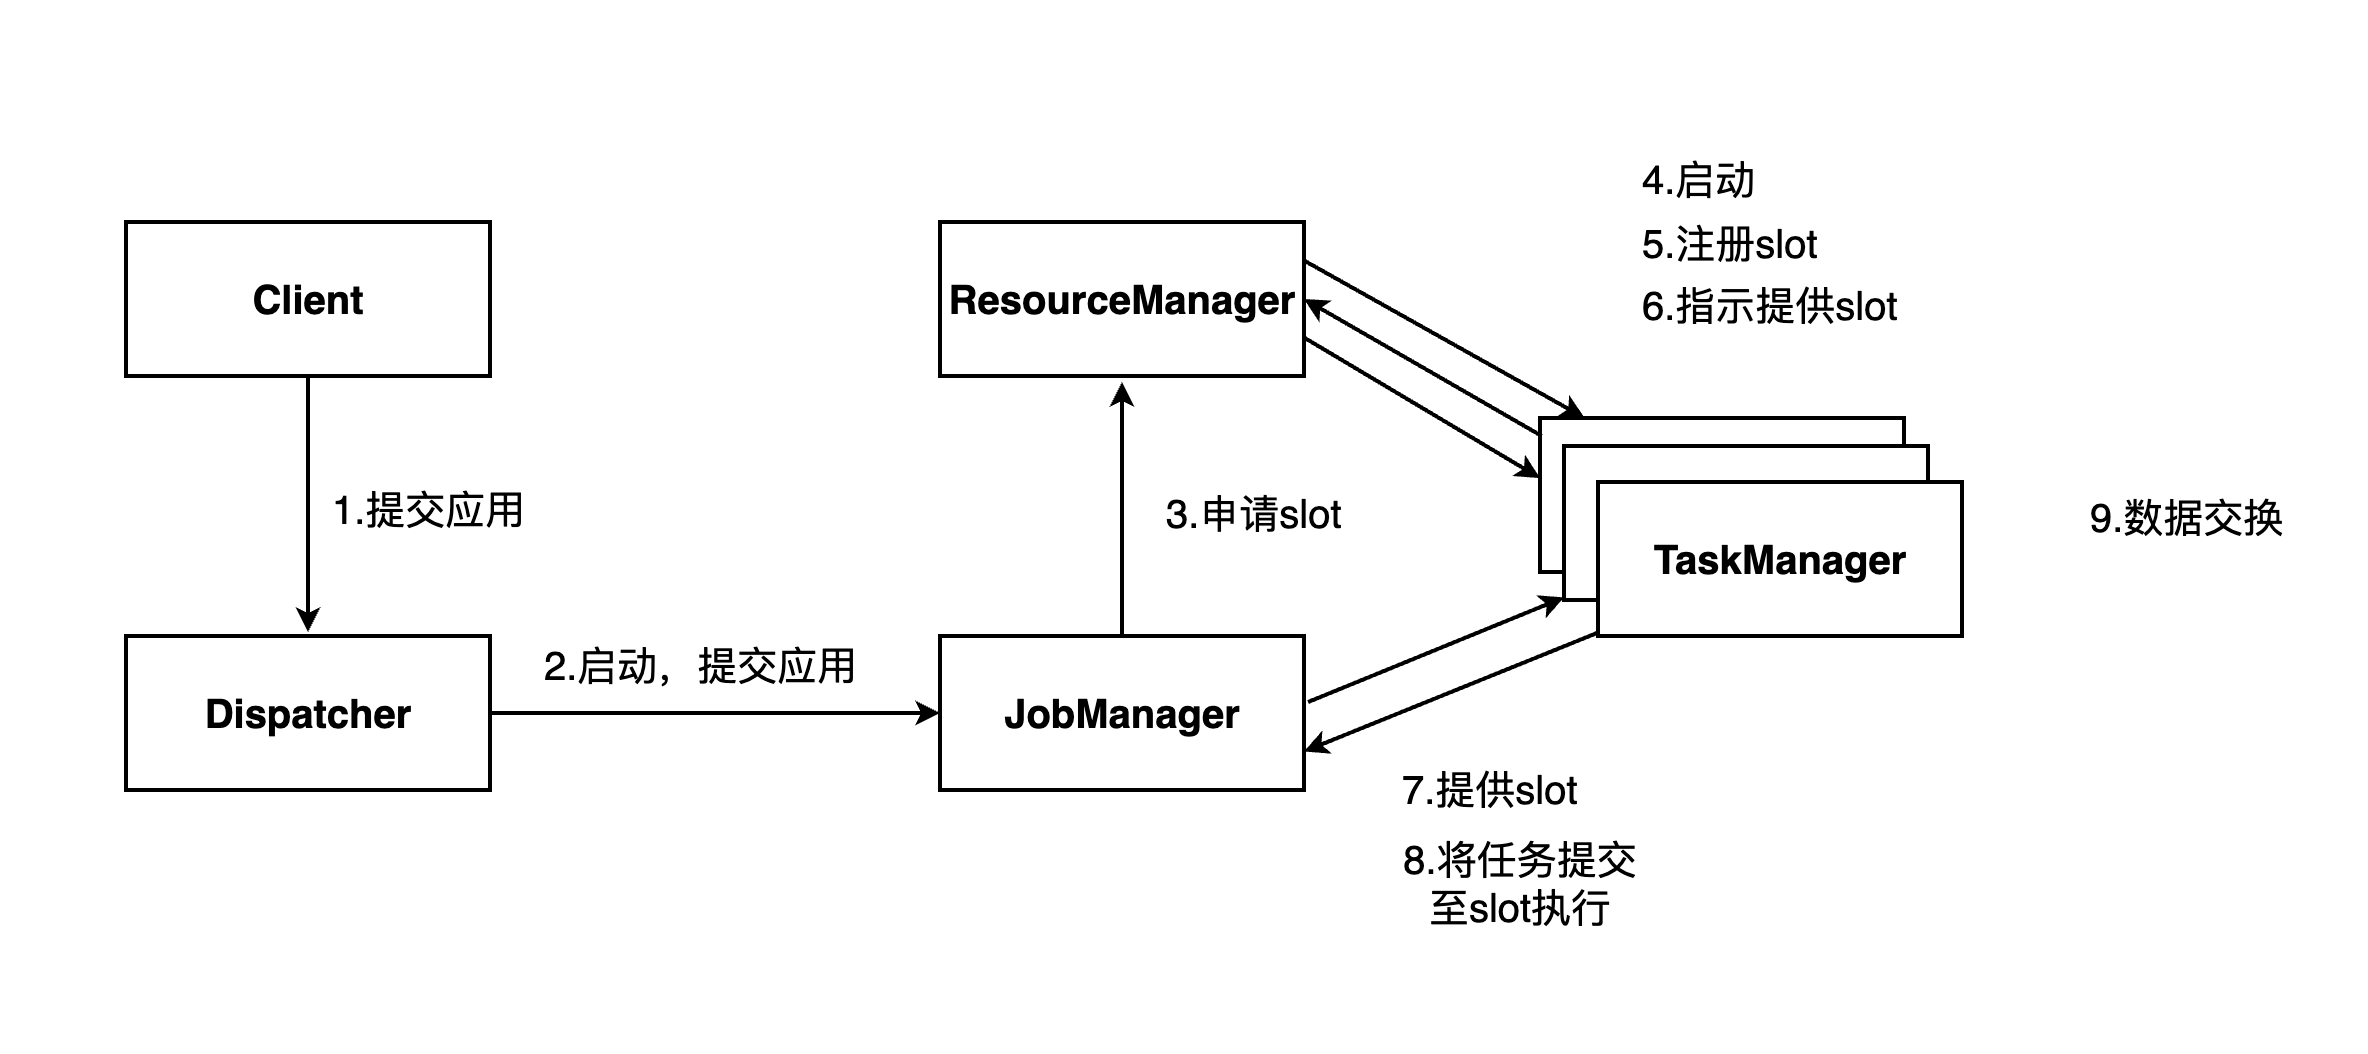 4.启动
5.注册slot
6.指示提供slot
Client
ResourceManager
1.提交应用
3.申请slot
9.数据交换
TaskManager
2.启动，提交应用
Dispatcher
JobManager
7.提供slot
8.将任务提交
至slot执行